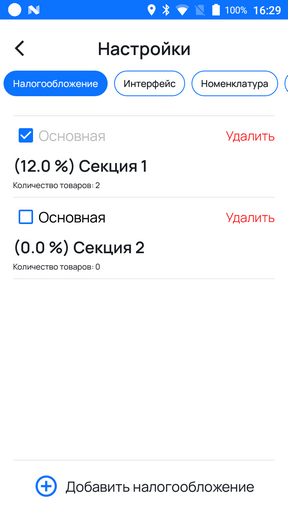 100% 16:29
Настройки
Налогообложение Интерфейс Номенклатура
Основная Удалить
(12.0 %) Секция 1
Количество товаров: 2
Основная Удалить
(0.0 %) Секция 2
Количество товаров: 0
Добавить налогообложение